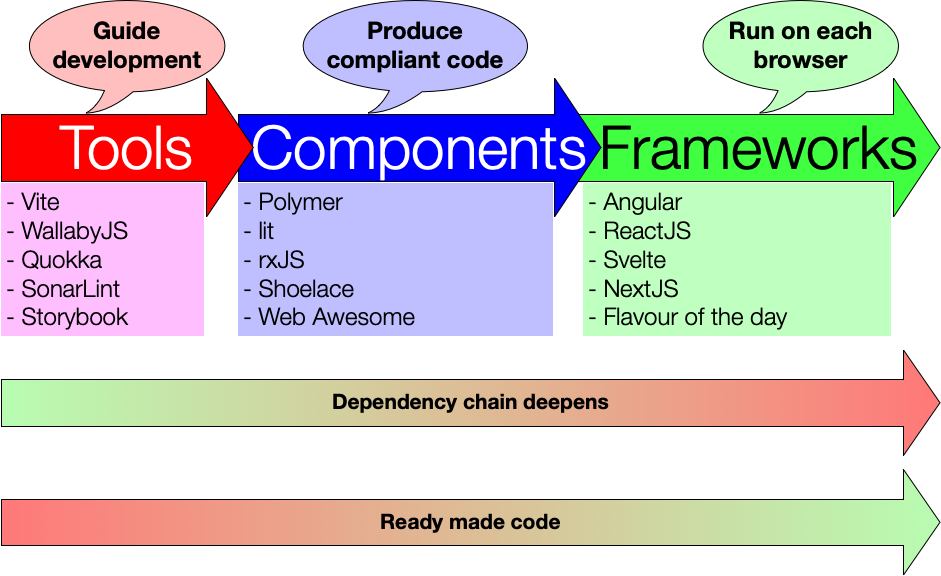 Guide
development
Produce
compliant code
Run on each
browser
Tools
Components
Frameworks
- Vite
- WallabyJS
- Quokka
- SonarLint
- Storybook
- Polymer
- lit
- rxJS
- Shoelace
- Web Awesome
- Angular
- ReactJS
- Svelte
- NextJS
- Flavour of the day
Dependency chain deepens
Ready made code